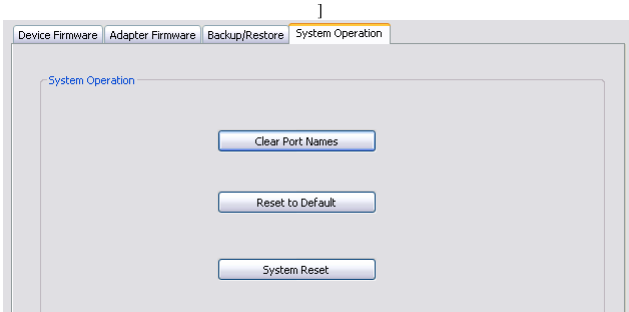 ]
Device Firmware Adapter Firmware Backup/Restore System Operation
System Operation
Clear Port Names
Reset to Default
System Reset